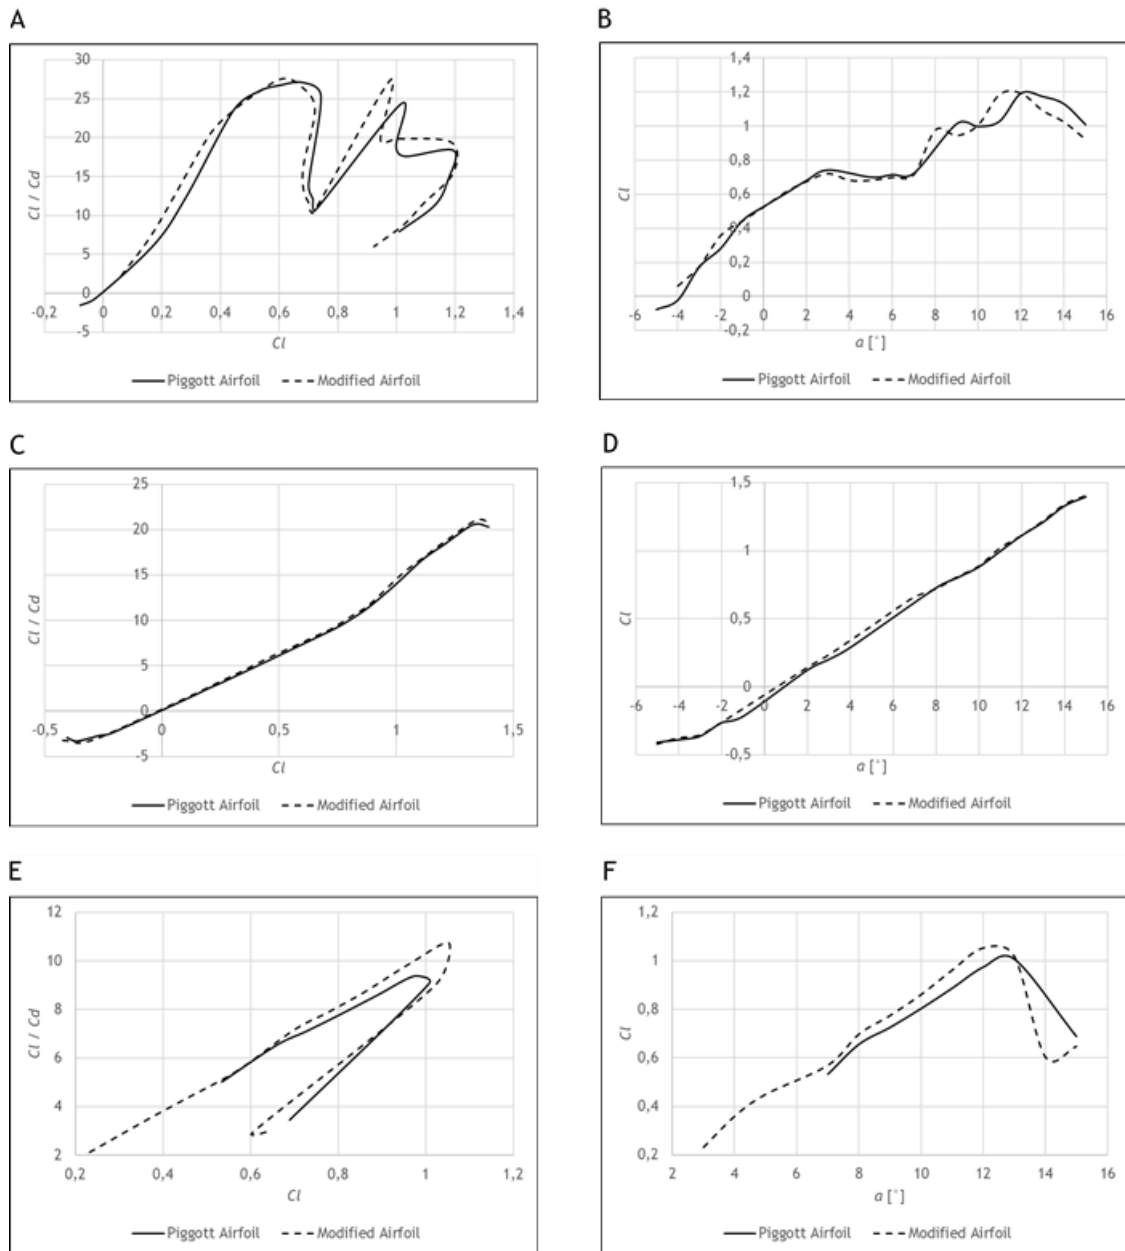 A
30
25
20
15
10
5
0
-5
-0,2 0 0,2 0,4 0,6 0,8 1 1,2 1,4
Cl / Cd
Cl
Piggott Airfoil Modified Airfoil
B
1,4
1,2
1
0,8
0,6
0,4
0,2
0
-0,2
-6 -4 -2 0 2 4 6 8 10 12 14 16
Cl
a [°]
Piggott Airfoil Modified Airfoil
C
25
20
15
10
5
0
-5
-0,5 0 0,5 1 1,5
Cl / Cd
Cl
Piggott Airfoil Modified Airfoil
D
1,5
1
0,5
0
-0,5
-6 -4 -2 0 2 4 6 8 10 12 14 16
Cl
a [°]
Piggott Airfoil Modified Airfoil
E
12
10
8
6
4
2
0,2 0,4 0,6 0,8 1 1,2
Cl / Cd
Cl
Piggott Airfoil Modified Airfoil
F
1,2
1
0,8
0,6
0,4
0,2
2 4 6 8 10 12 14 16
Cl
a [°]
Piggott Airfoil Modified Airfoil